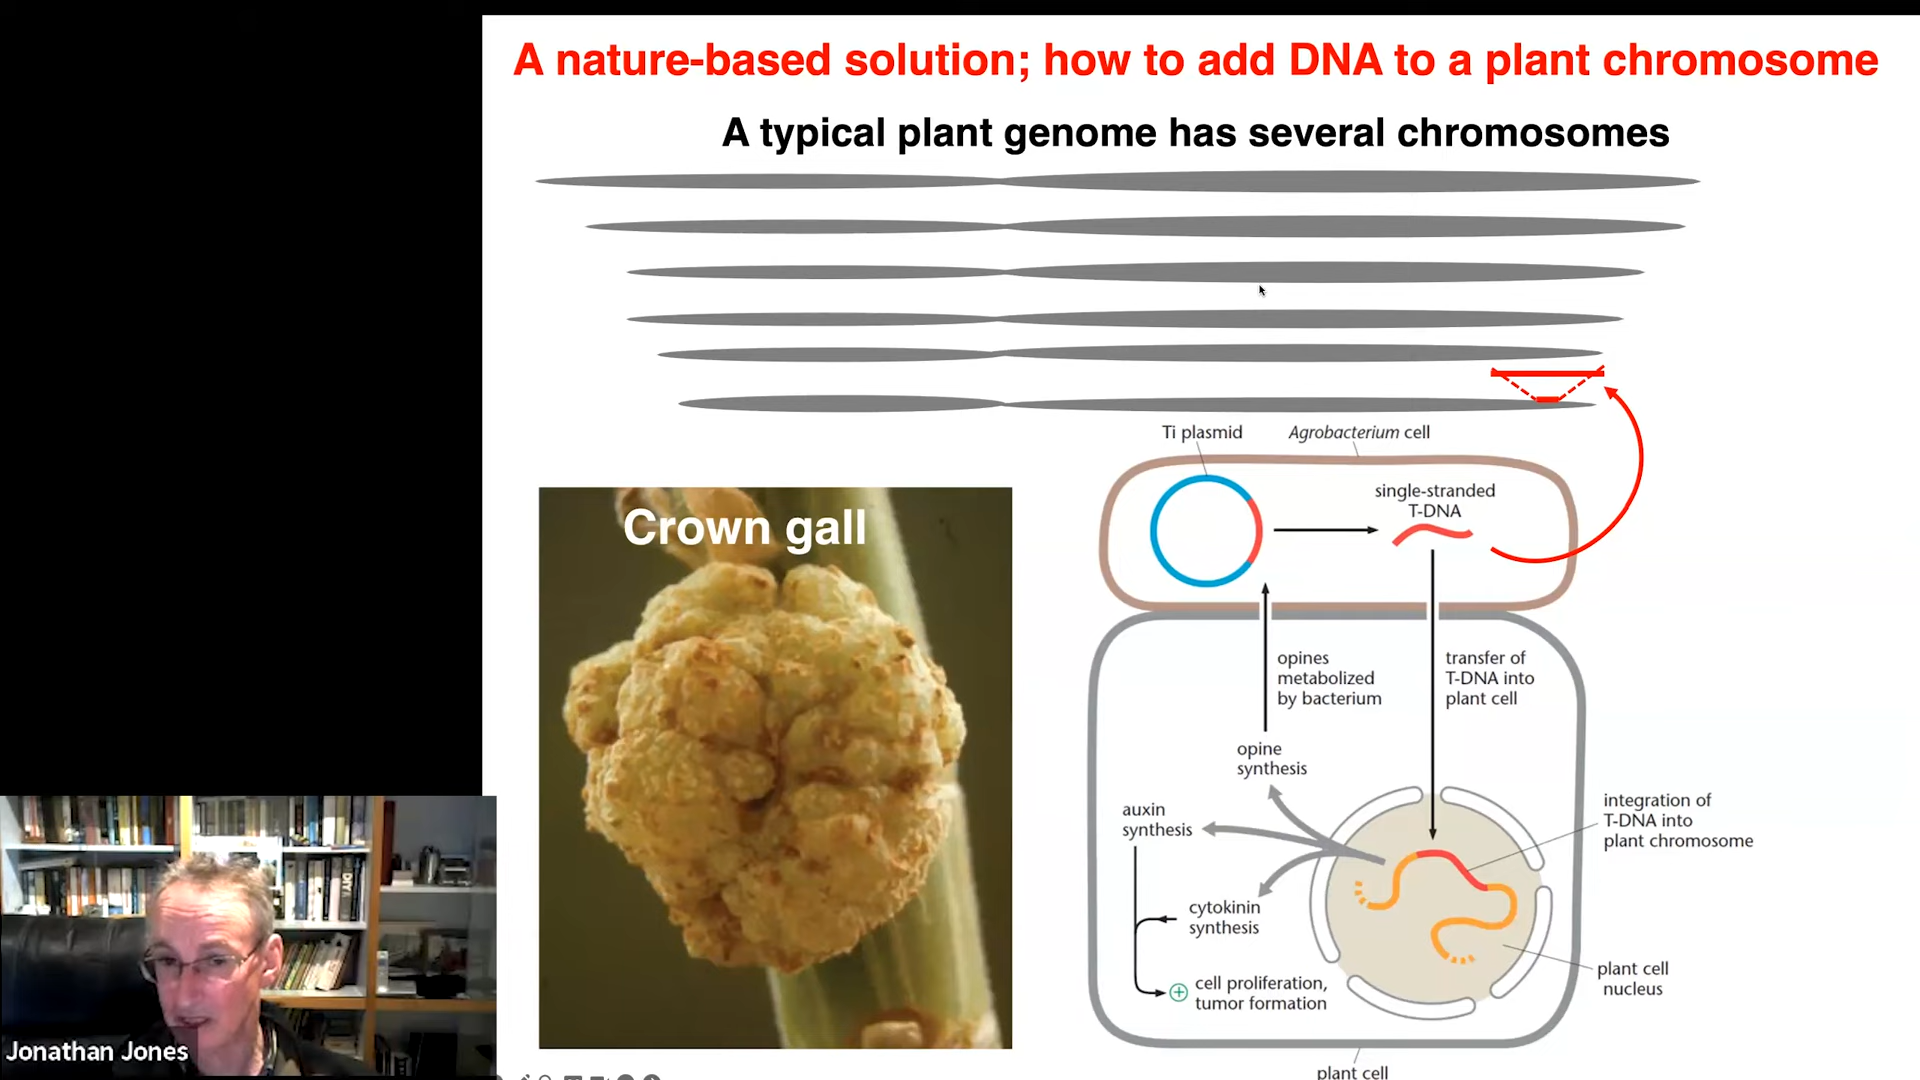 A nature-based solution; how to add DNA to a plant chromosome
A typical plant genome has several chromosomes
Ti plasmid
Agrobacterium cell
single-stranded
T-DNA
Crown gall
opines
metabolized
by bacterium
transfer of
T-DNA into
plant cell
opine
synthesis
auxin
synthesis
integration of
T-DNA into
plant chromosome
cytokinin
synthesis
cell proliferation,
tumor formation
plant cell
nucleus
plant cell
DIY
Jonathan Jones